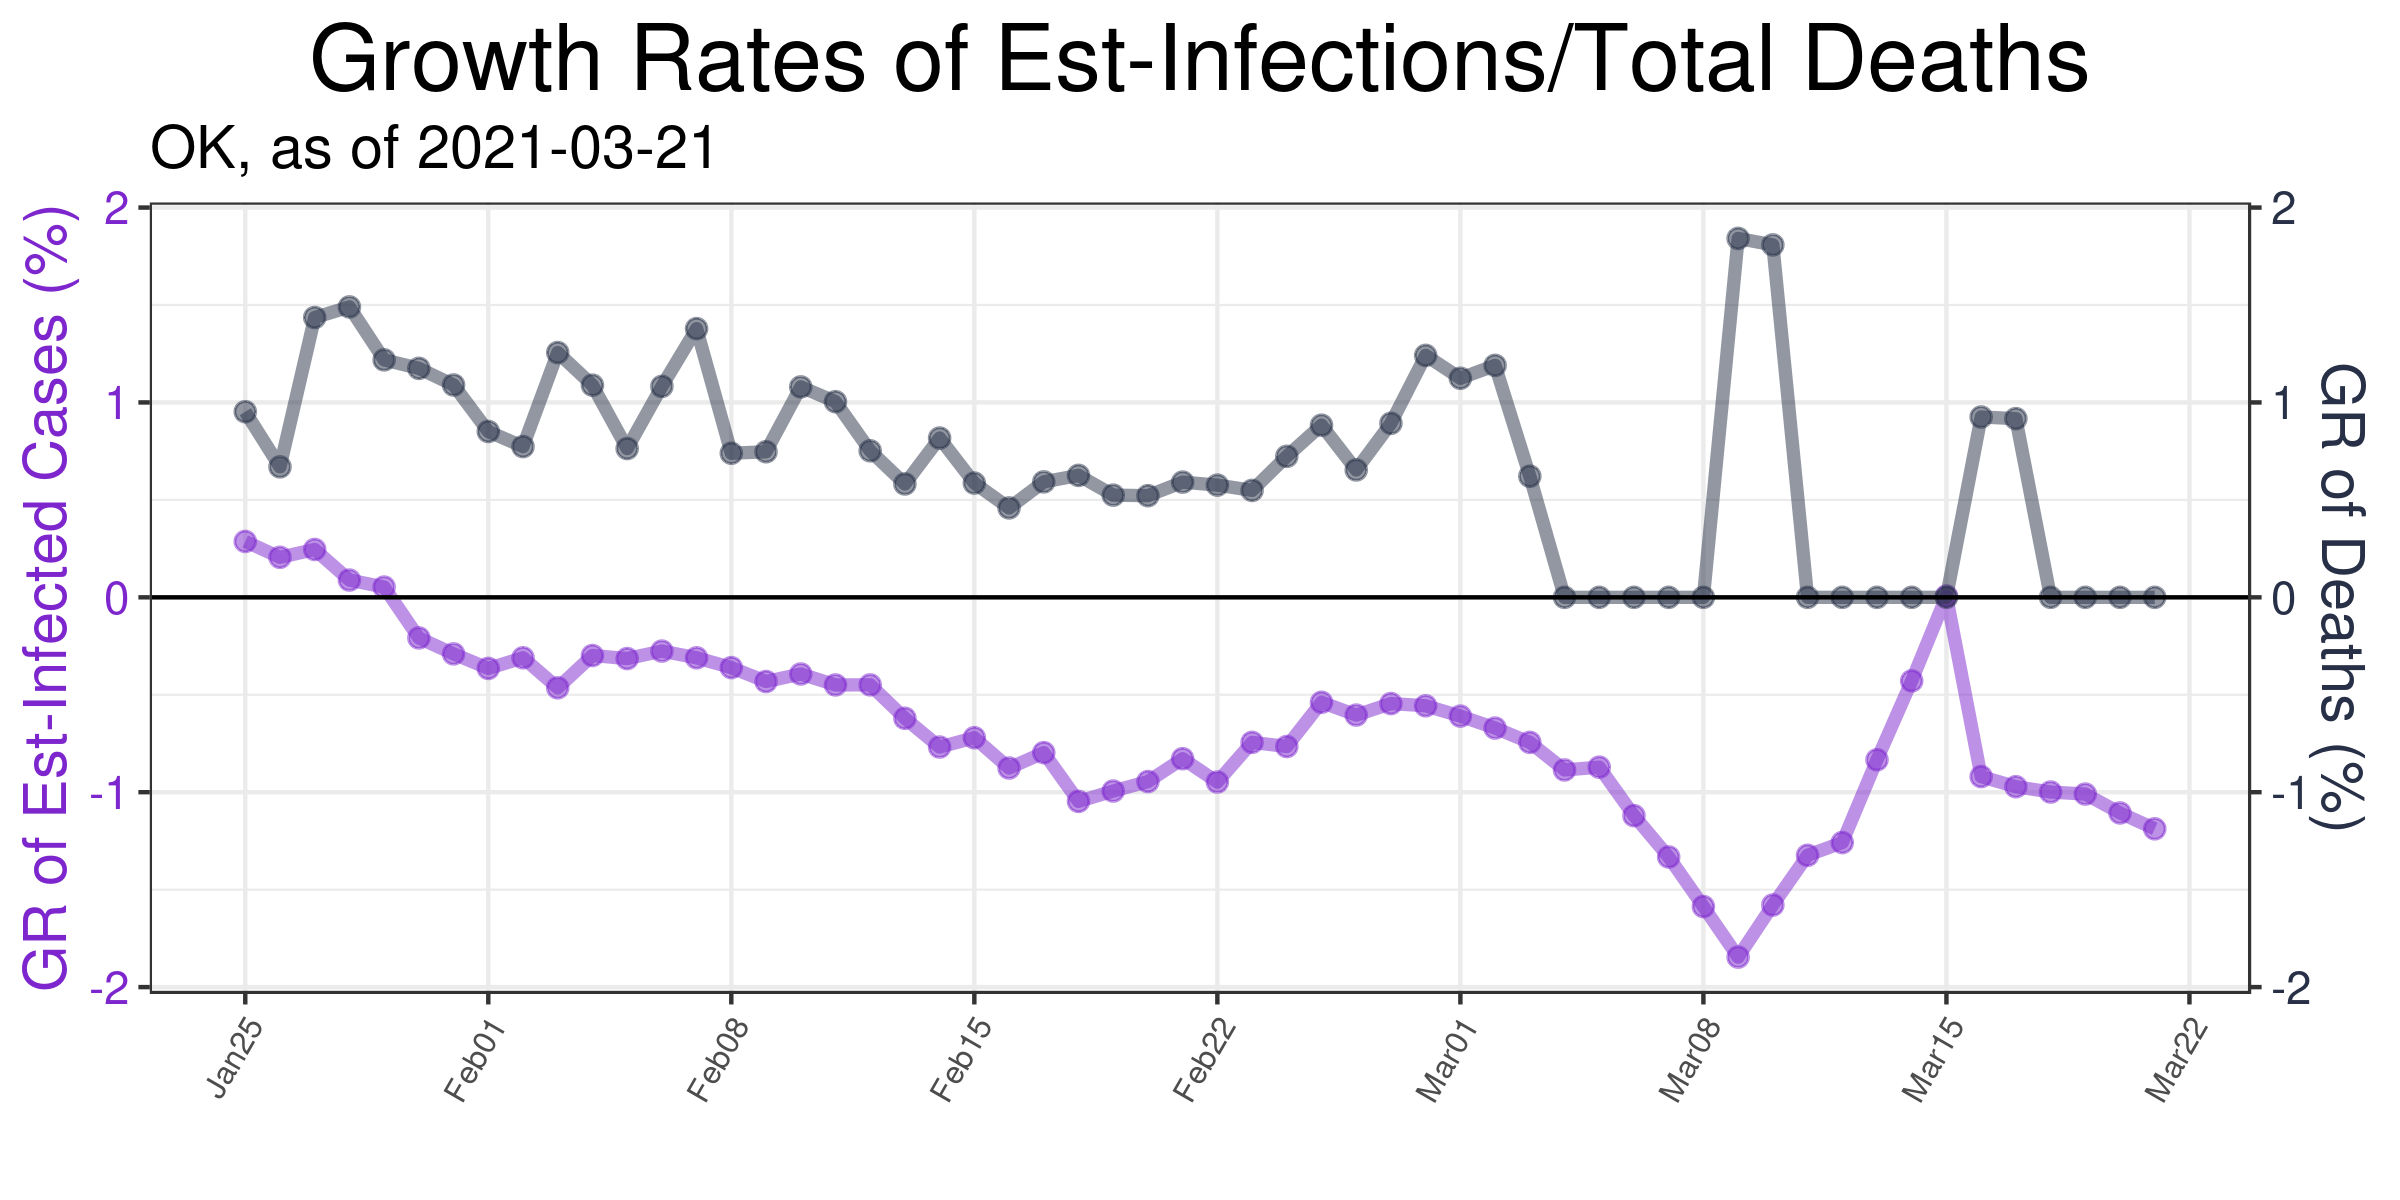 Growth Rates of Est-Infections/Total Deaths
OK, as of 2021-03-21
GR of Est-Infected Cases (%)
2
1
0
-1
-2
2
1
0
-1
-2
GR of Deaths (%)
Jan25
Feb01
Feb08
Feb15
Feb22
Mar01
Mar08
Mar15
Mar22